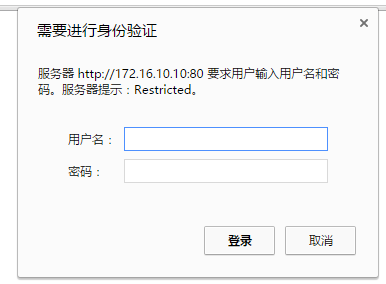 需要进行身份验证
服务器 http://172.16.10.10:80 要求用户输入用户名和密
码。服务器提示：Restricted。
用户名：
密码：
登录 取消